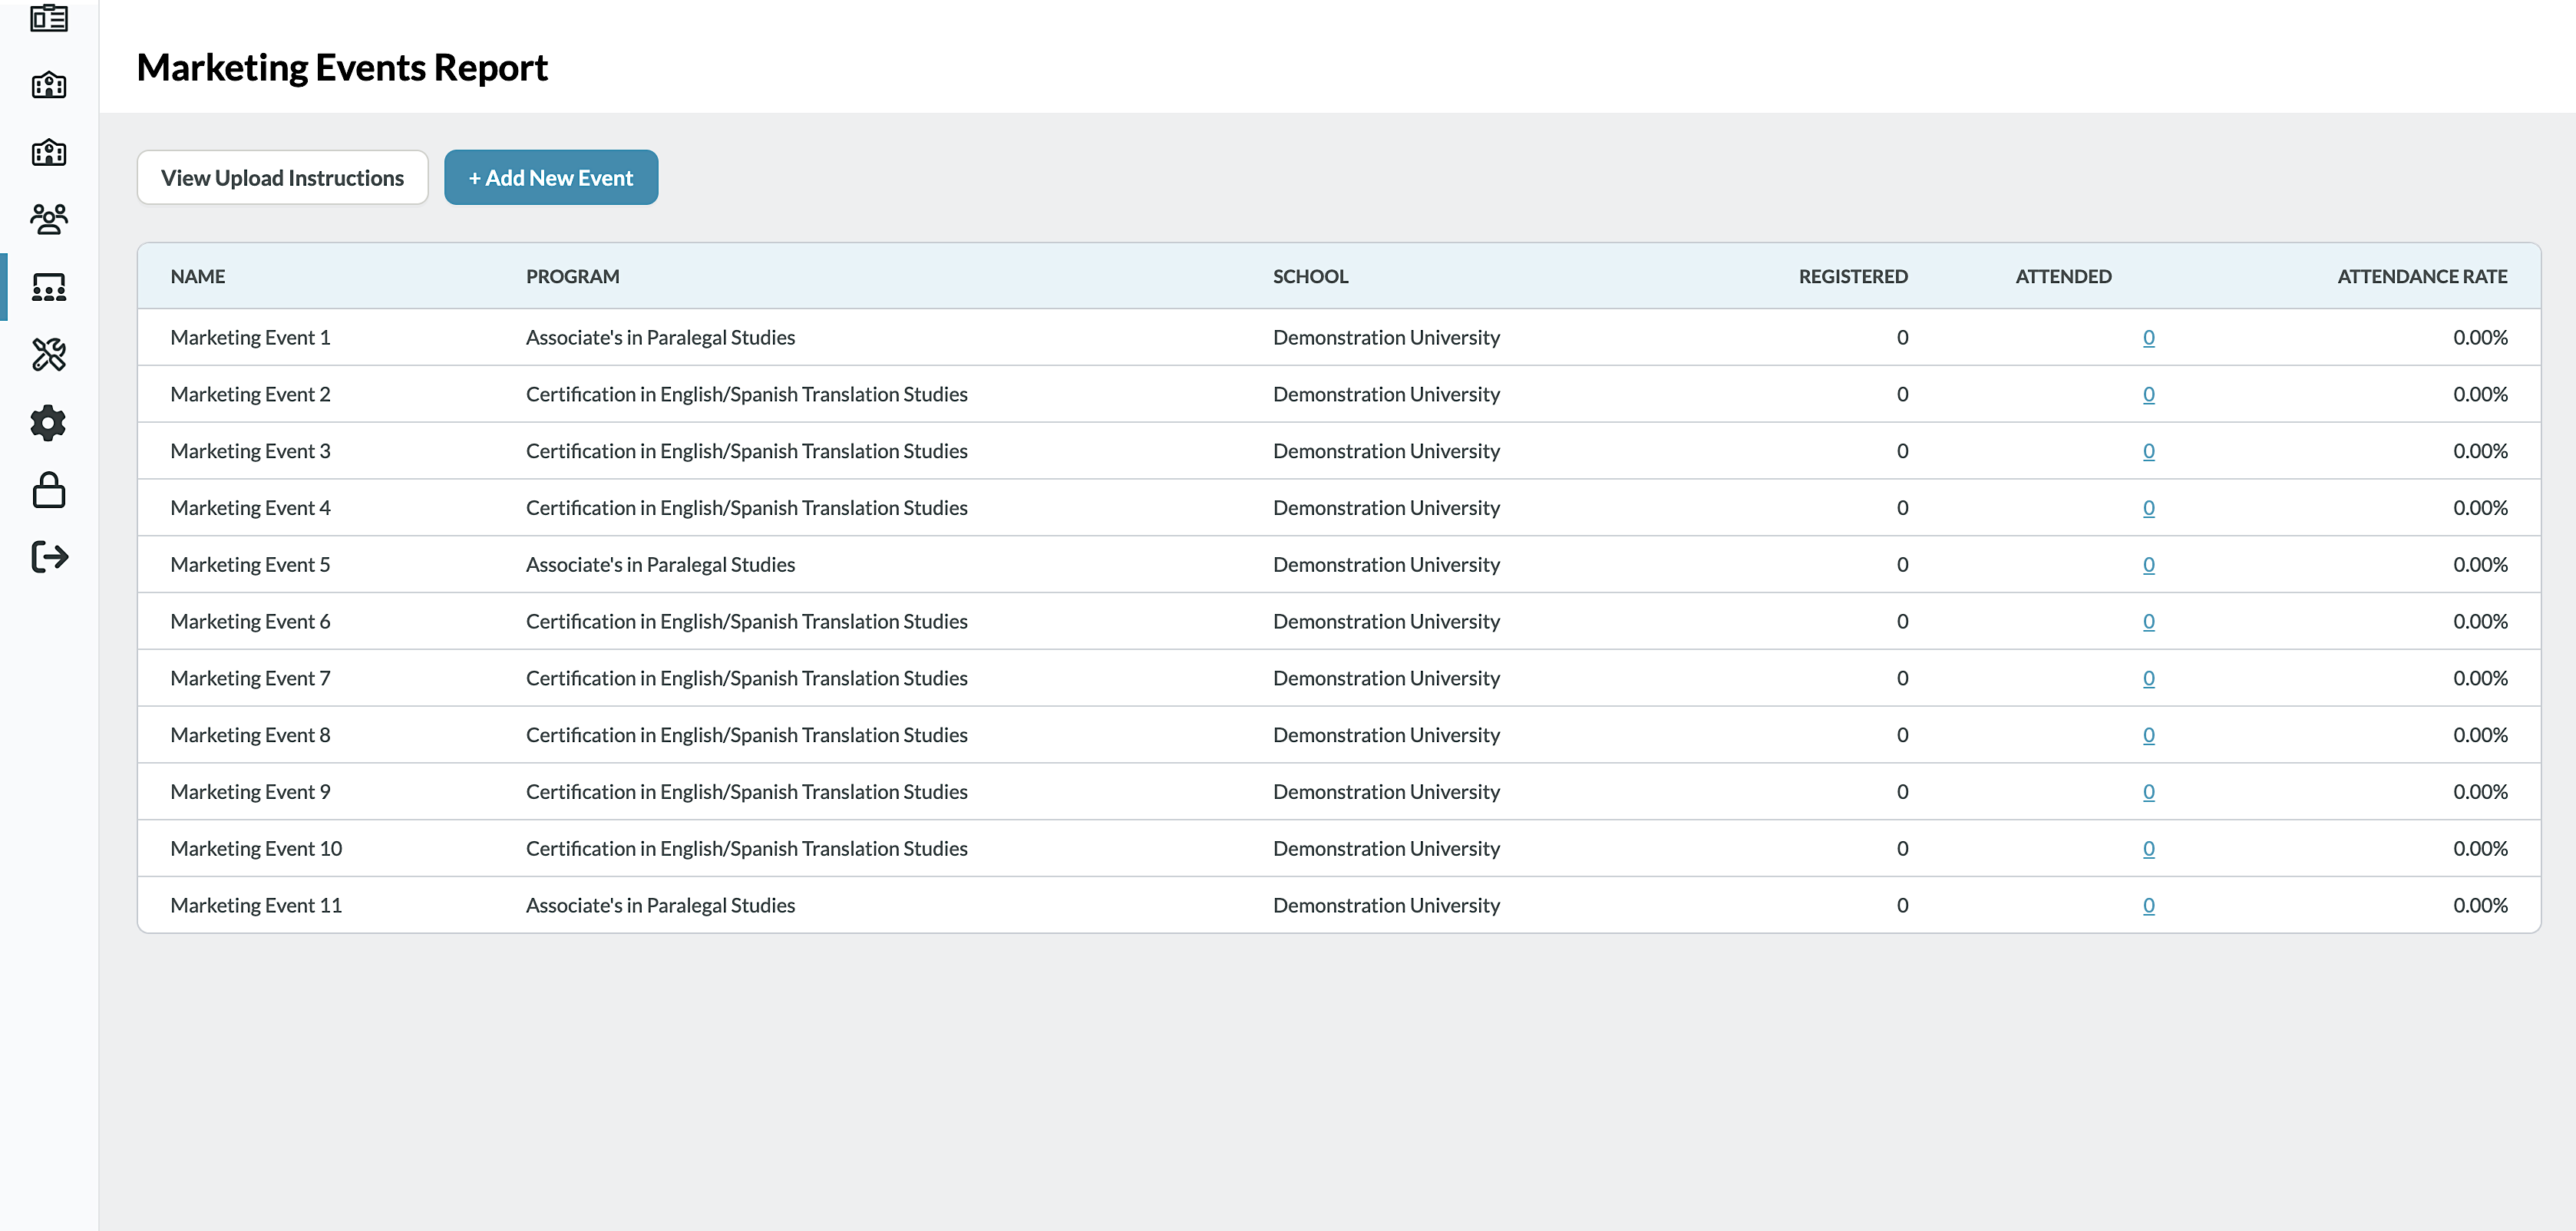 Marketing Events Report
View Upload Instructions + Add New Event
NAME PROGRAM SCHOOL REGISTERED ATTENDED ATTENDANCE RATE
Marketing Event 1 Associate's in Paralegal Studies Demonstration University 0 0 0.00%
Marketing Event 2 Certification in English/Spanish Translation Studies Demonstration University 0 0 0.00%
Marketing Event 3 Certification in English/Spanish Translation Studies Demonstration University 0 0 0.00%
Marketing Event 4 Certification in English/Spanish Translation Studies Demonstration University 0 0 0.00%
Marketing Event 5 Associate's in Paralegal Studies Demonstration University 0 0 0.00%
Marketing Event 6 Certification in English/Spanish Translation Studies Demonstration University 0 0 0.00%
Marketing Event 7 Certification in English/Spanish Translation Studies Demonstration University 0 0 0.00%
Marketing Event 8 Certification in English/Spanish Translation Studies Demonstration University 0 0 0.00%
Marketing Event 9 Certification in English/Spanish Translation Studies Demonstration University 0 0 0.00%
Marketing Event 10 Certification in English/Spanish Translation Studies Demonstration University 0 0 0.00%
Marketing Event 11 Associate's in Paralegal Studies Demonstration University 0 0 0.00%